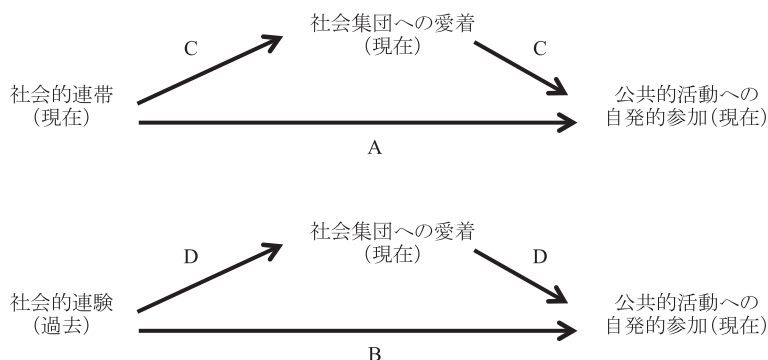 社会集団への愛着
(現在)
C
C
社会的連帯
(現在)
公共的活動への
自発的参加(現在)
A
社会集団への愛着
(現在)
D
D
社会的連験
(過去)
公共的活動への
自発的参加(現在)
B